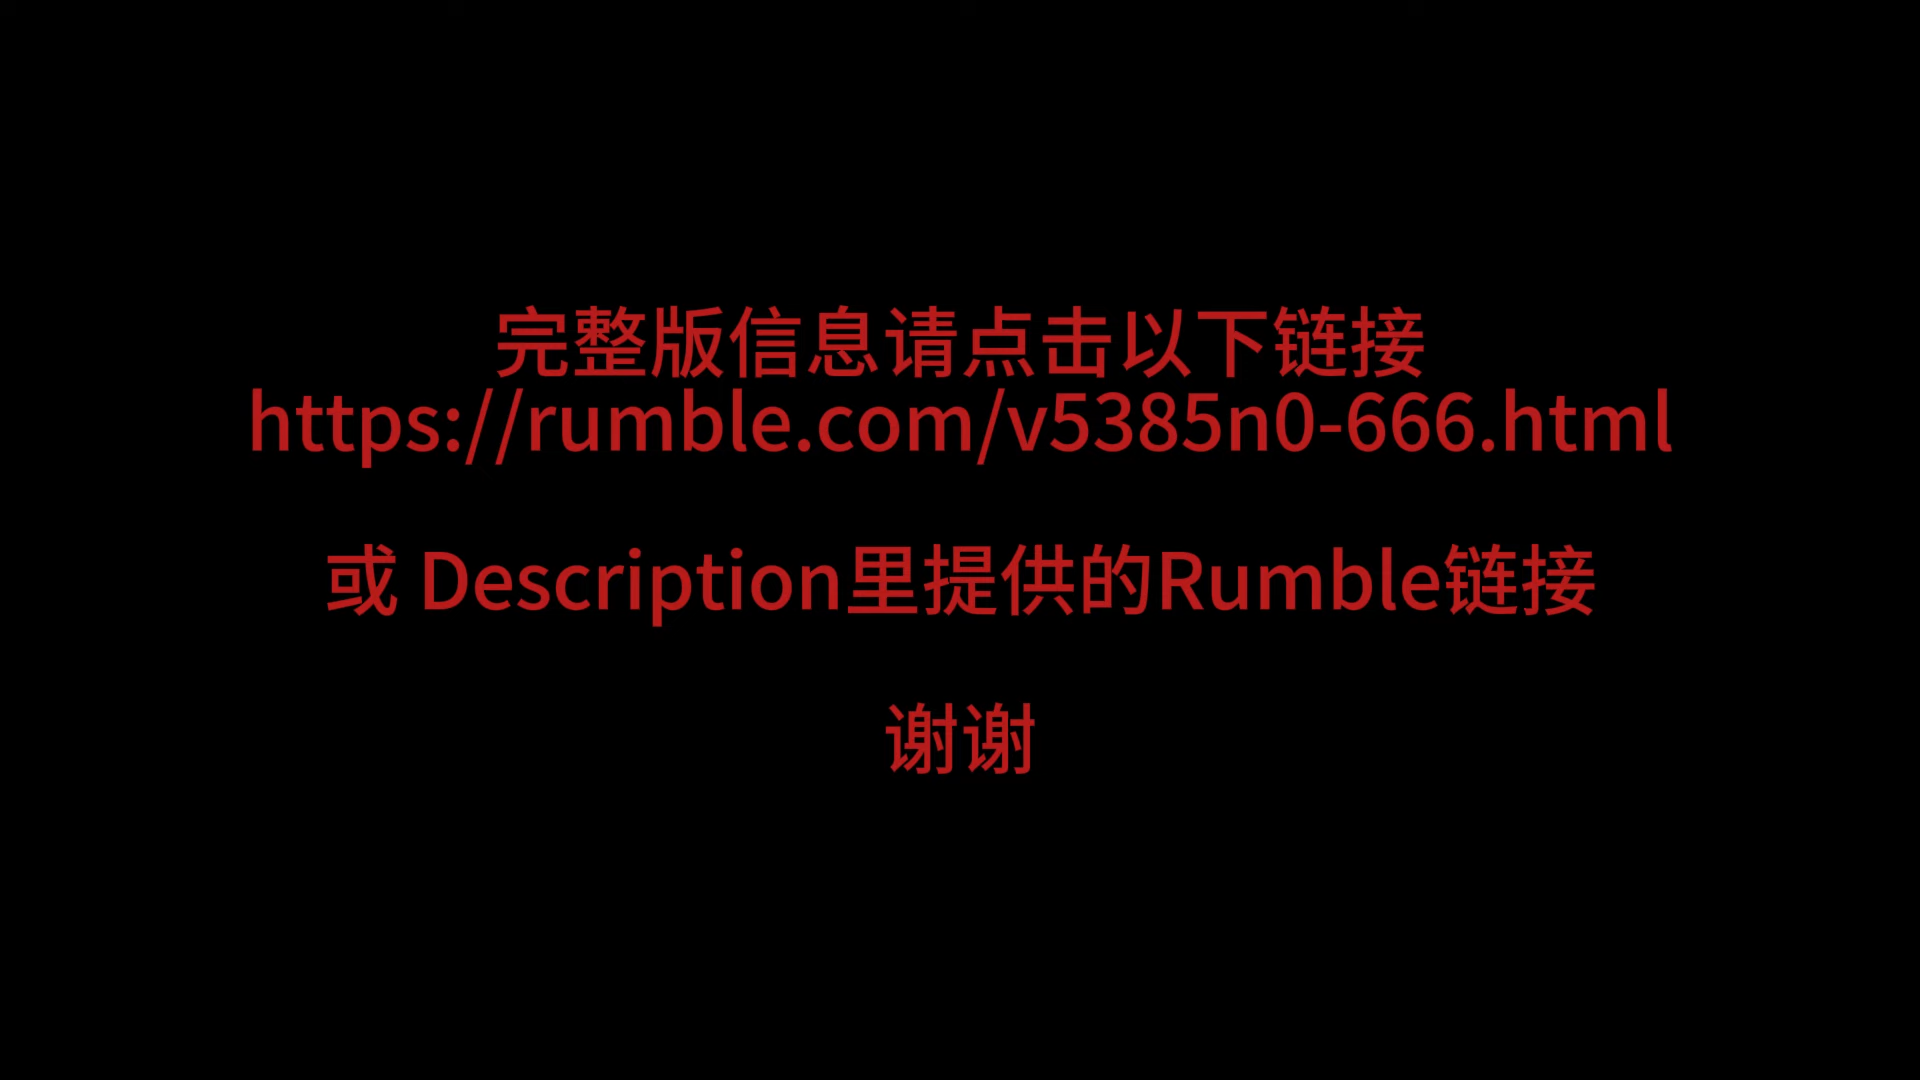 完整版信息请点击以下链接
https://rumble.com/v5385n0-666.html
或 Description里提供的Rumble链接
谢谢